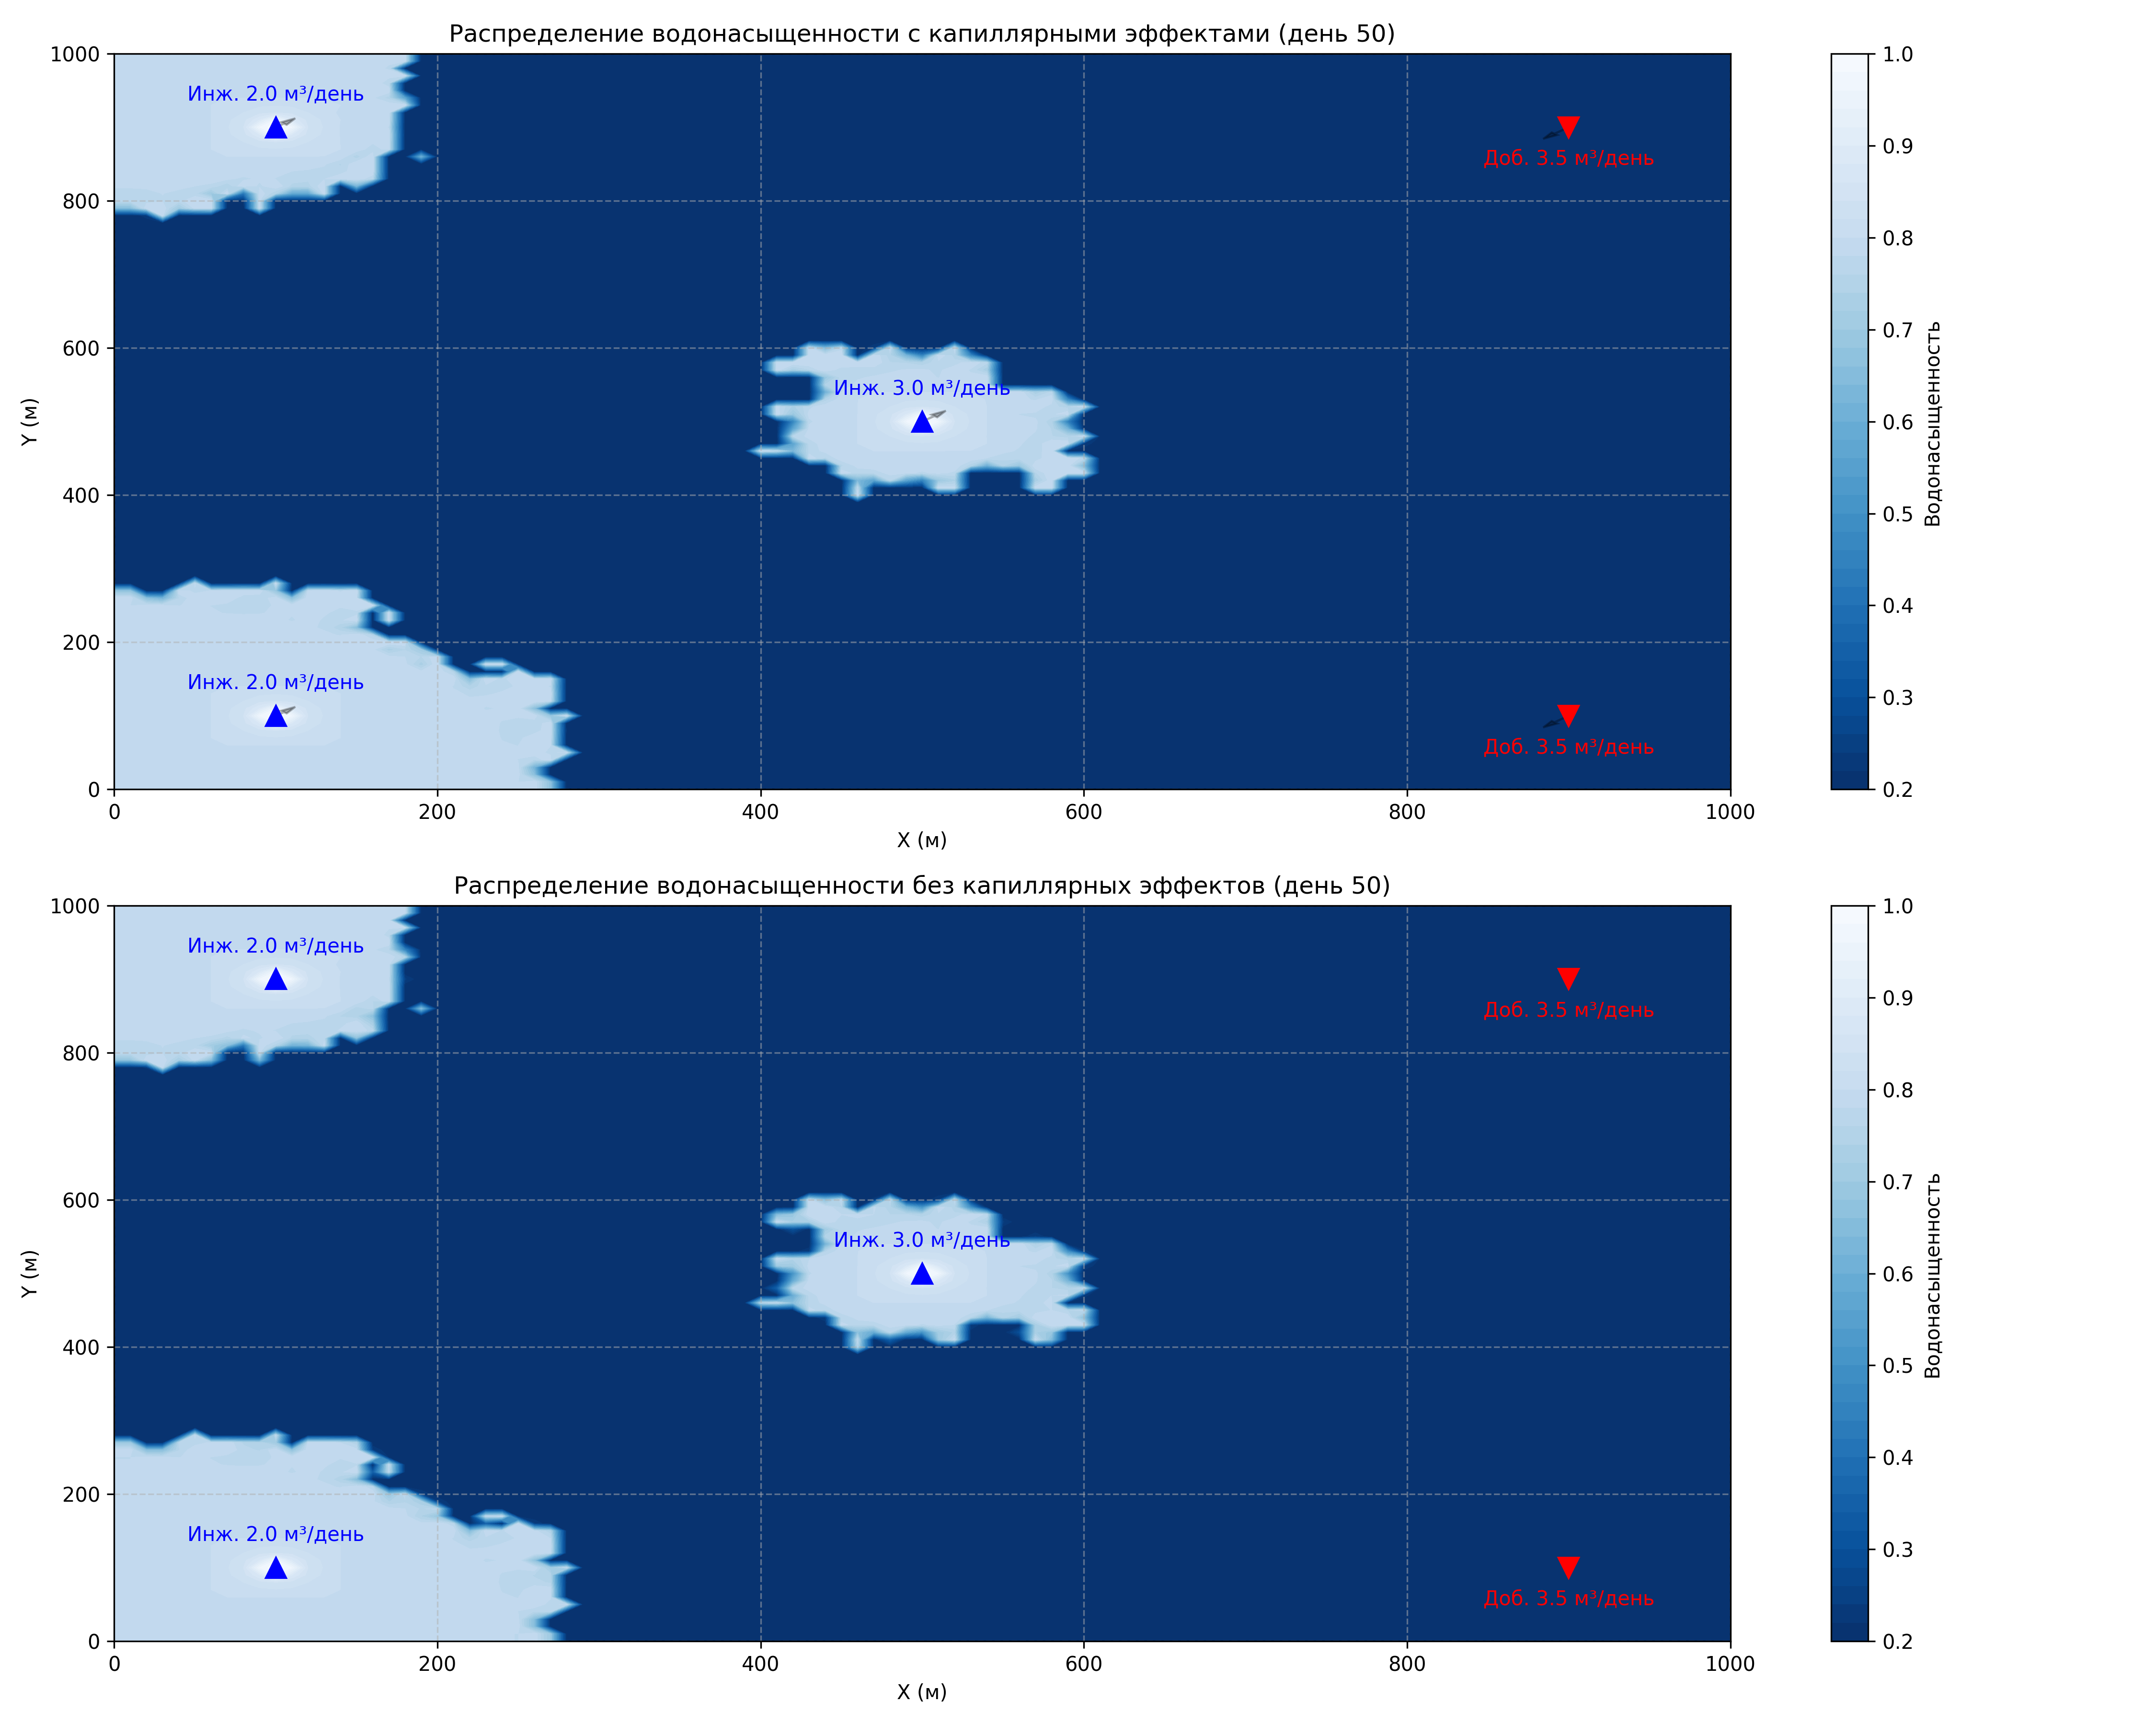 Распределение водонасыщенности с капиллярными эффектами (день 50)
1000
800
600
400
200
0
Y (м)
Инж. 2.0 м³/день
Доб. 3.5 м³/день
Инж. 3.0 м³/день
Инж. 2.0 м³/день
Доб. 3.5 м³/день
0 200 400 600 800 1000
X (м)
1.0
0.9
0.8
0.7
0.6
0.5
0.4
0.3
0.2
Водонасыщенность
Распределение водонасыщенности без капиллярных эффектов (день 50)
1000
800
600
400
200
0
Y (м)
Инж. 2.0 м³/день
Доб. 3.5 м³/день
Инж. 3.0 м³/день
Инж. 2.0 м³/день
Доб. 3.5 м³/день
0 200 400 600 800 1000
X (м)
1.0
0.9
0.8
0.7
0.6
0.5
0.4
0.3
0.2
Водонасыщенность